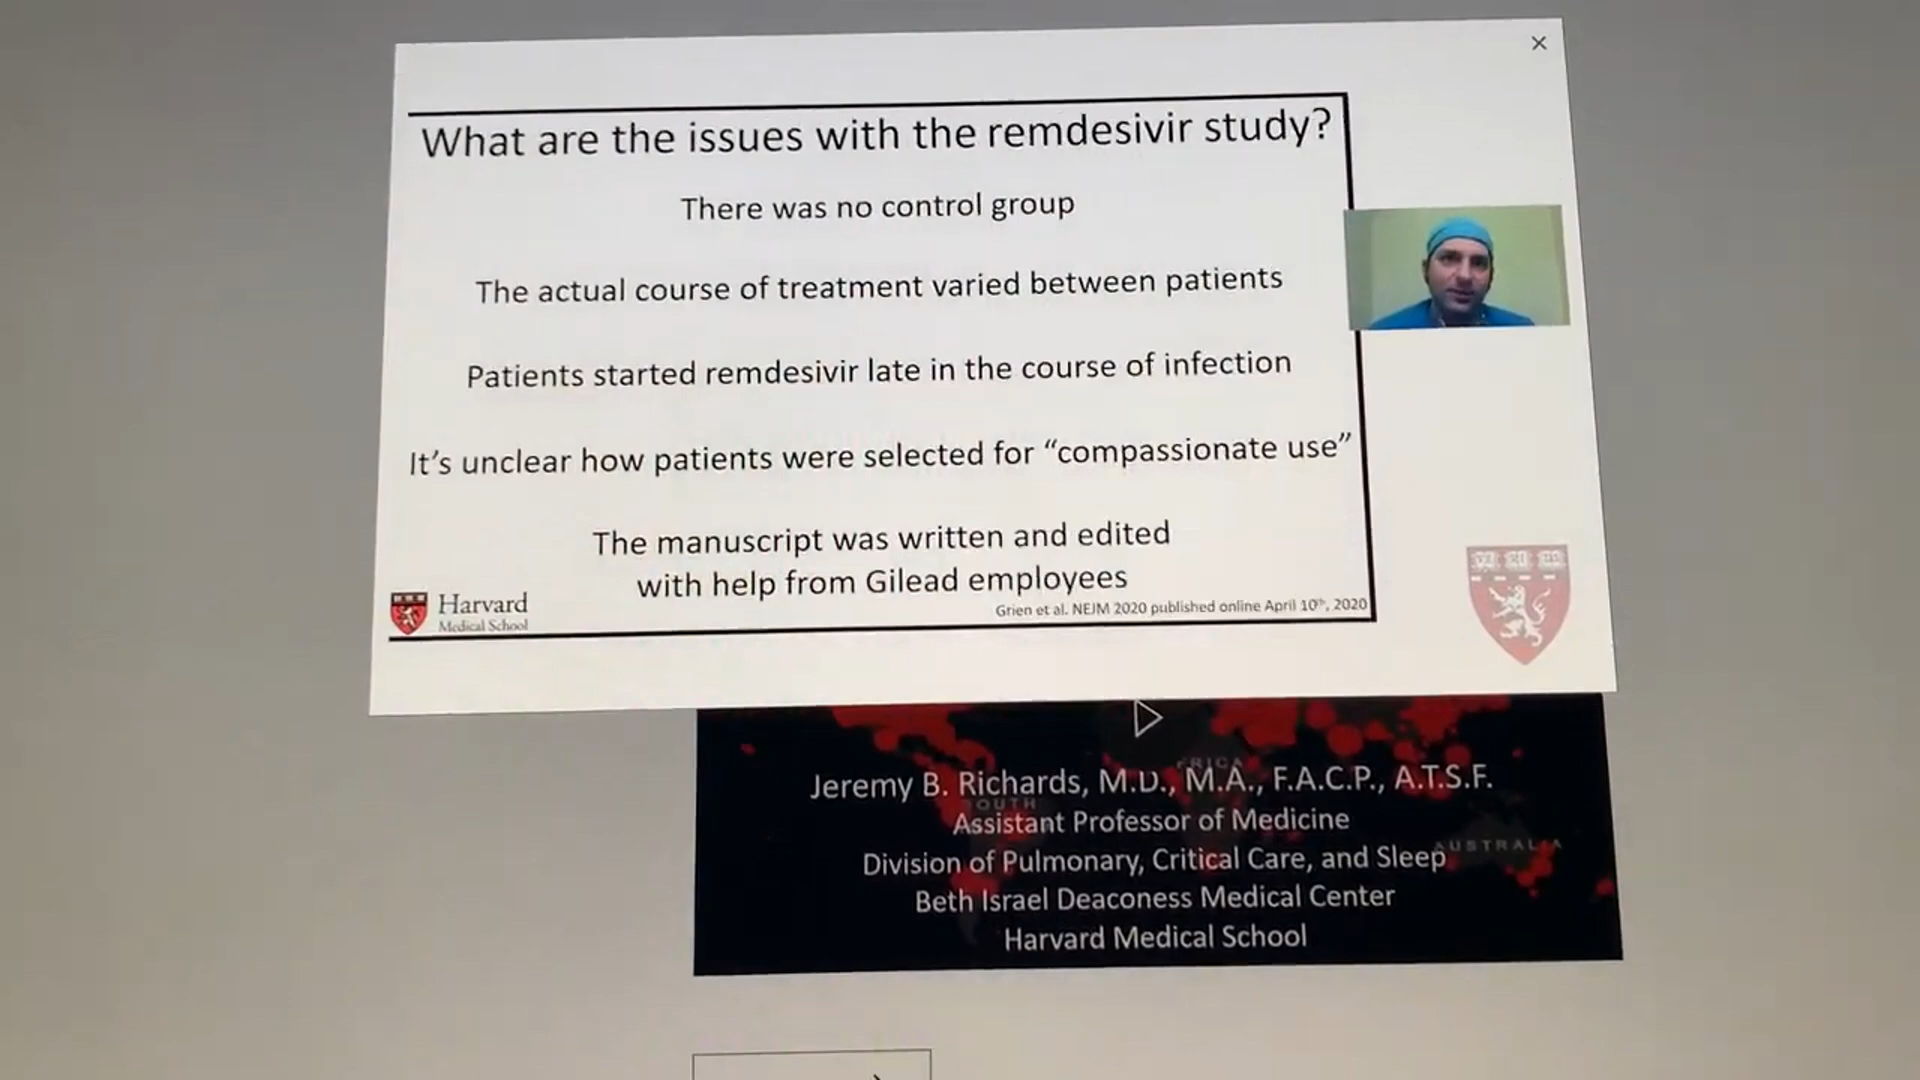 What are the issues with the remdesivir study?
There was no control group
The actual course of treatment varied between patients
Patients started remdesivir late in the course of infection
It's unclear how patients were selected for “compassionate use”
The manuscript was written and edited
with help from Gilead employees
Harvard
Medical School
Grien et al. NEJM 2020 published online April 10th, 2020
Jeremy B. Richards, M.D., M.A., F.A.C.P., A.T.S.F.
Assistant Professor of Medicine
Division of Pulmonary, Critical Care, and Sleep
Beth Israel Deaconess Medical Center
Harvard Medical School
SOUTH
AUSTRALIA